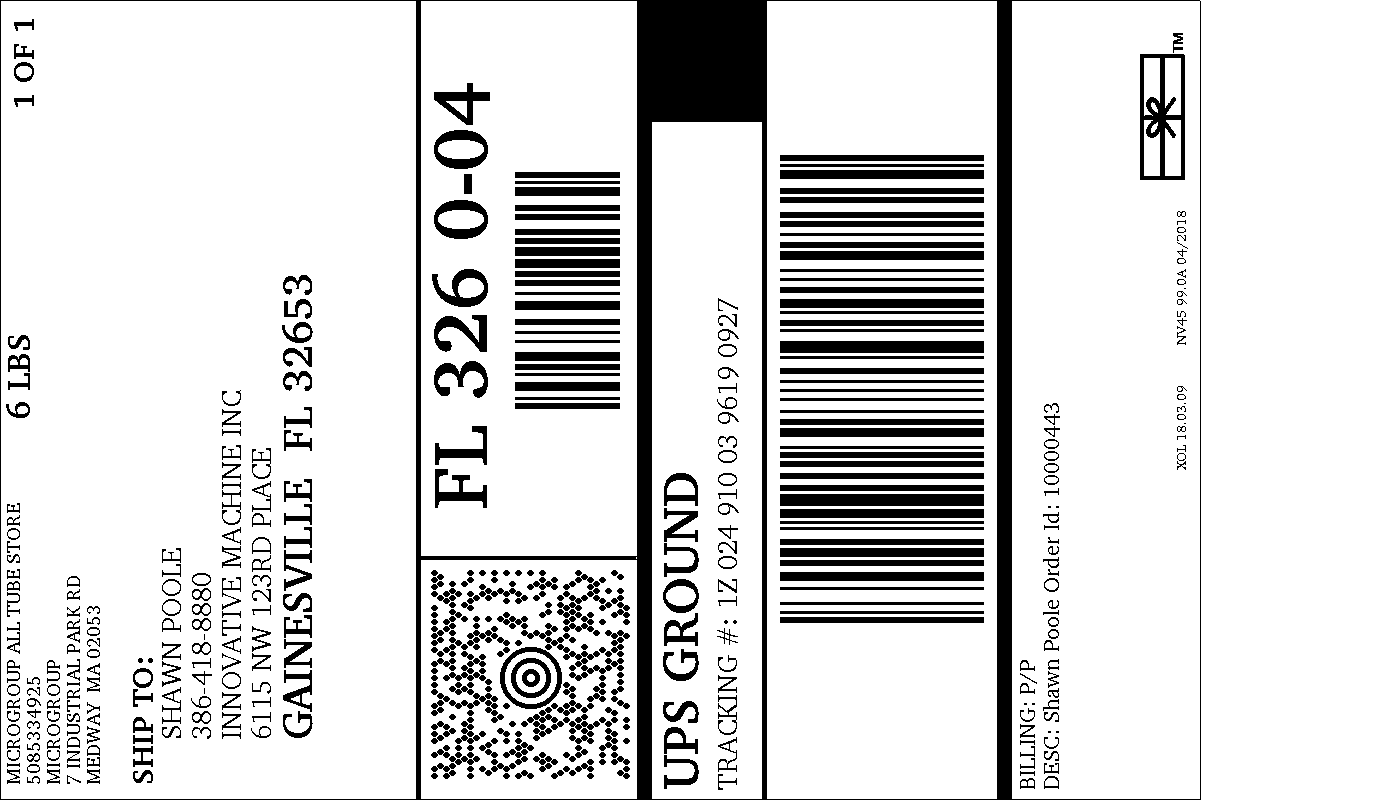 MICROGROUP ALL TUBE STORE
5085334925
MICROGROUP
7 INDUSTRIAL PARK RD
MEDWAY MA 02053
6 LBS
1 OF 1
SHIP TO:
SHAWN POOLE
386-418-8880
INNOVATIVE MACHINE INC
6115 NW 123RD PLACE
GAINESVILLE FL 32653
FL 326 0-04
UPS GROUND
TRACKING #: 1Z 024 910 03 9619 0927
BILLING: P/P
DESC: Shawn Poole Order Id: 10000443
XOL 18.03.09 NV45 99.0A 04/2018
TM